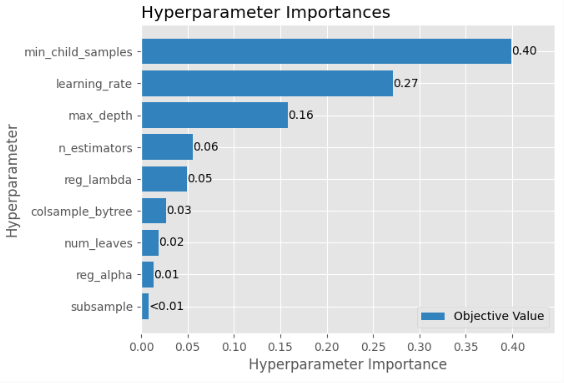 Hyperparameter Importances
Hyperparameter
min_child_samples
0.40
learning_rate
0.27
max_depth
0.16
n_estimators
0.06
reg_lambda
0.05
colsample_bytree
0.03
num_leaves
0.02
reg_alpha
0.01
subsample
<0.01
Objective Value
0.00 0.05 0.10 0.15 0.20 0.25 0.30 0.35 0.40
Hyperparameter Importance